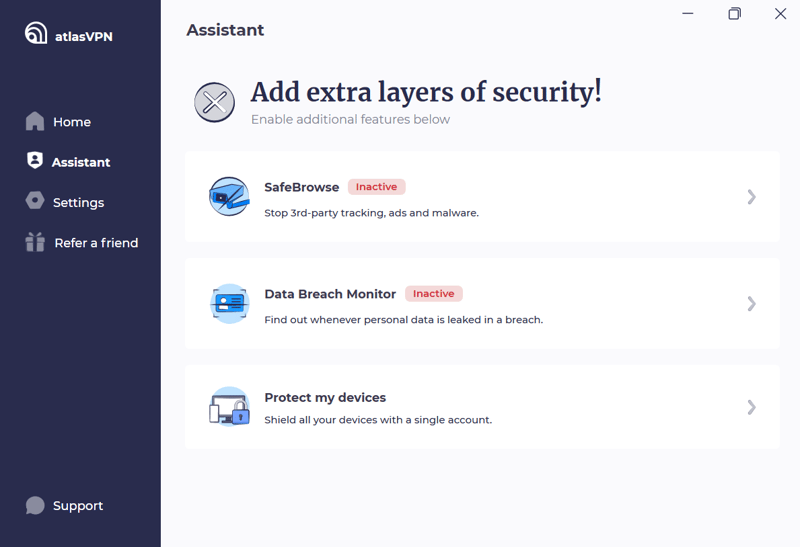 atlasVPN
Home
Assistant
Settings
Refer a friend
Support
Assistant
Add extra layers of security!
Enable additional features below
SafeBrowse Inactive
Stop 3rd-party tracking, ads and malware.
Data Breach Monitor Inactive
Find out whenever personal data is leaked in a breach.
Protect my devices
Shield all your devices with a single account.